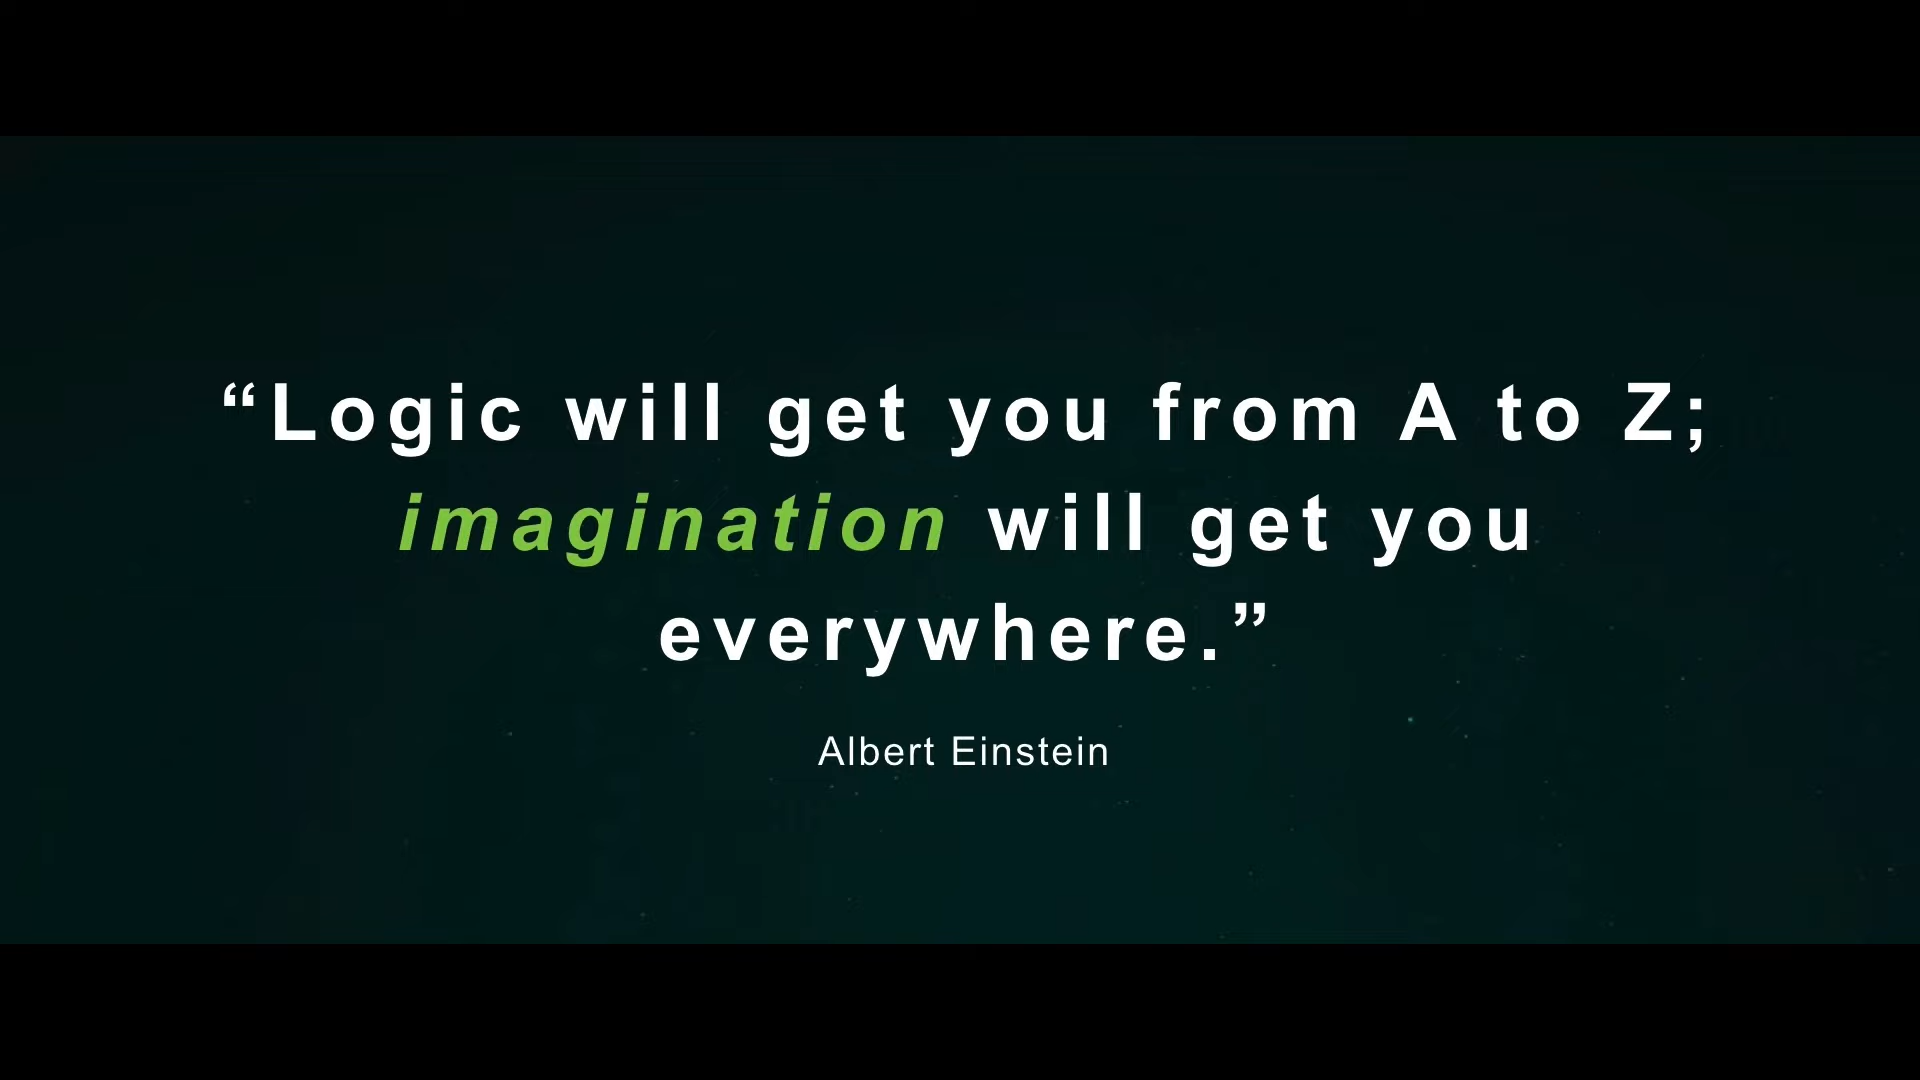 “Logic will get you from A to Z;
imagination will get you
everywhere.”
Albert Einstein